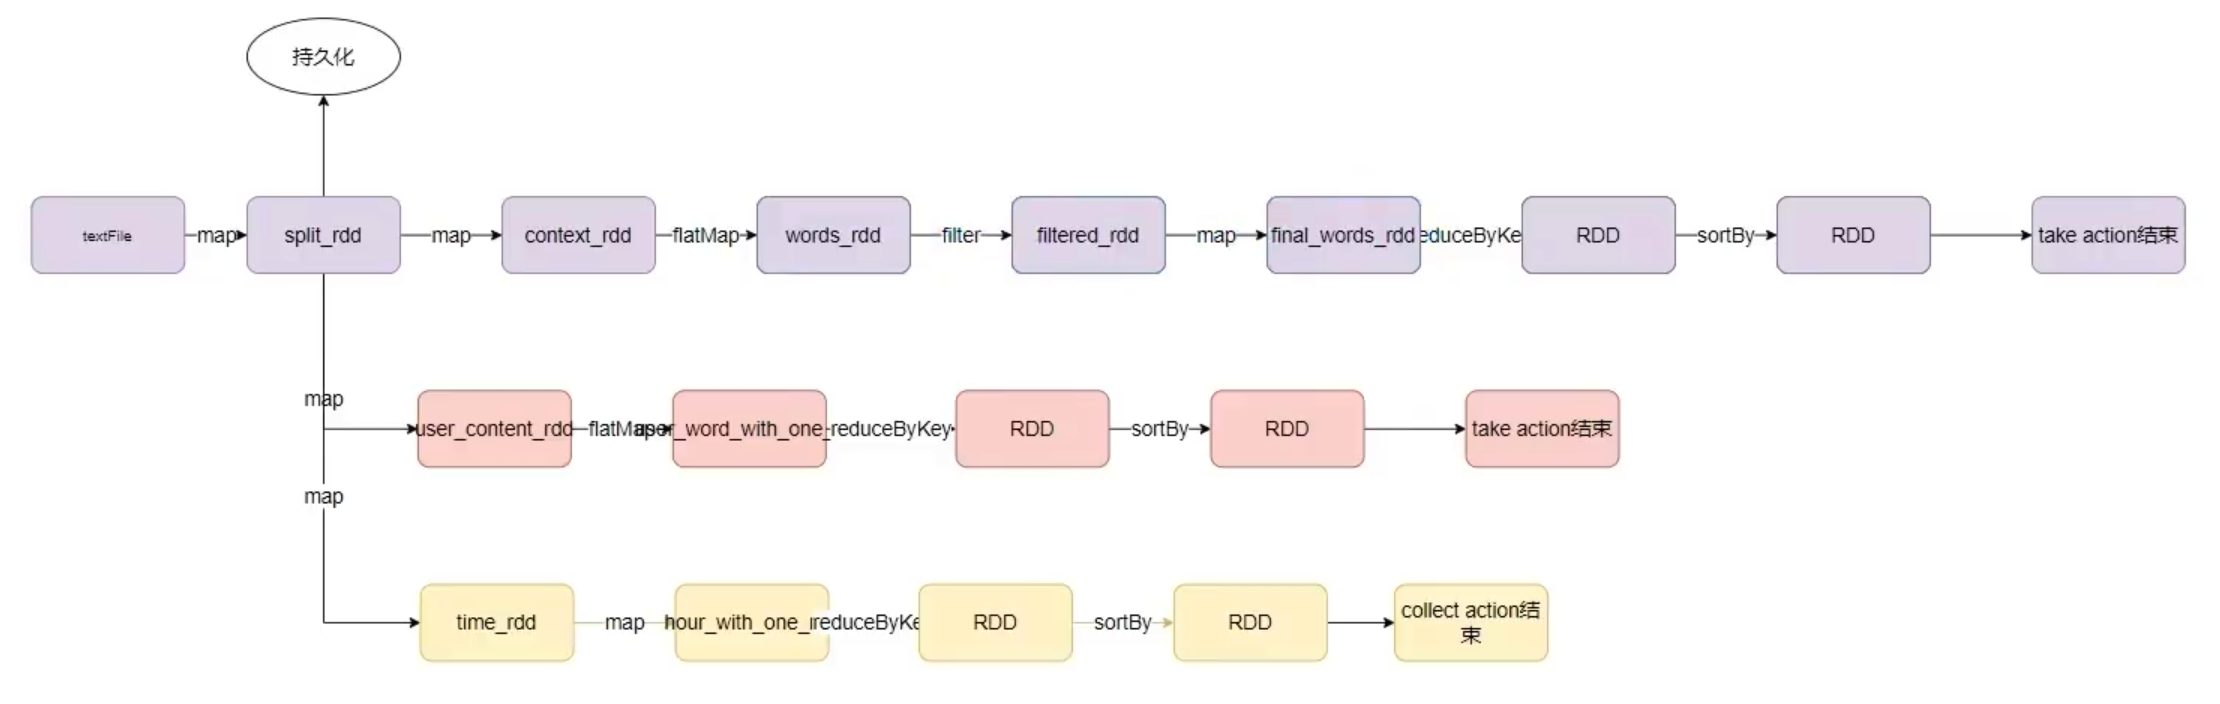 持久化
textFile
map
split_rdd
map
context_rdd
flatMap
words_rdd
filter
filtered_rdd
map
final_words_rdd
educeByKe
RDD
sortBy
RDD
take action结束
map
user_content_rdd
flatMap
user_word_with_one_
reduceByKey
RDD
sortBy
RDD
take action结束
map
time_rdd
map
hour_with_one_
reduceByKe
RDD
sortBy
RDD
collect action结
束